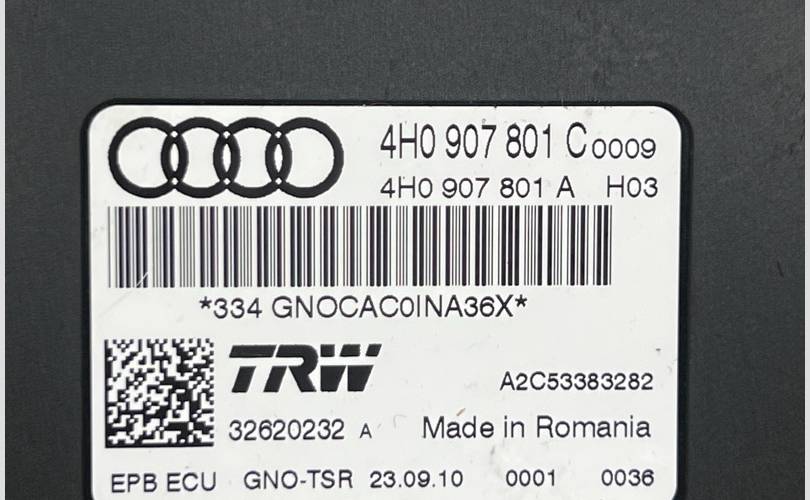 4H0 907 801 C 0009
4H0 907 801 A H03
*334 GNOCAC0INA36X*
TRW
A2C53383282
32620232 A Made in Romania
EPB ECU GNO-TSR 23.09.10 0001 0036